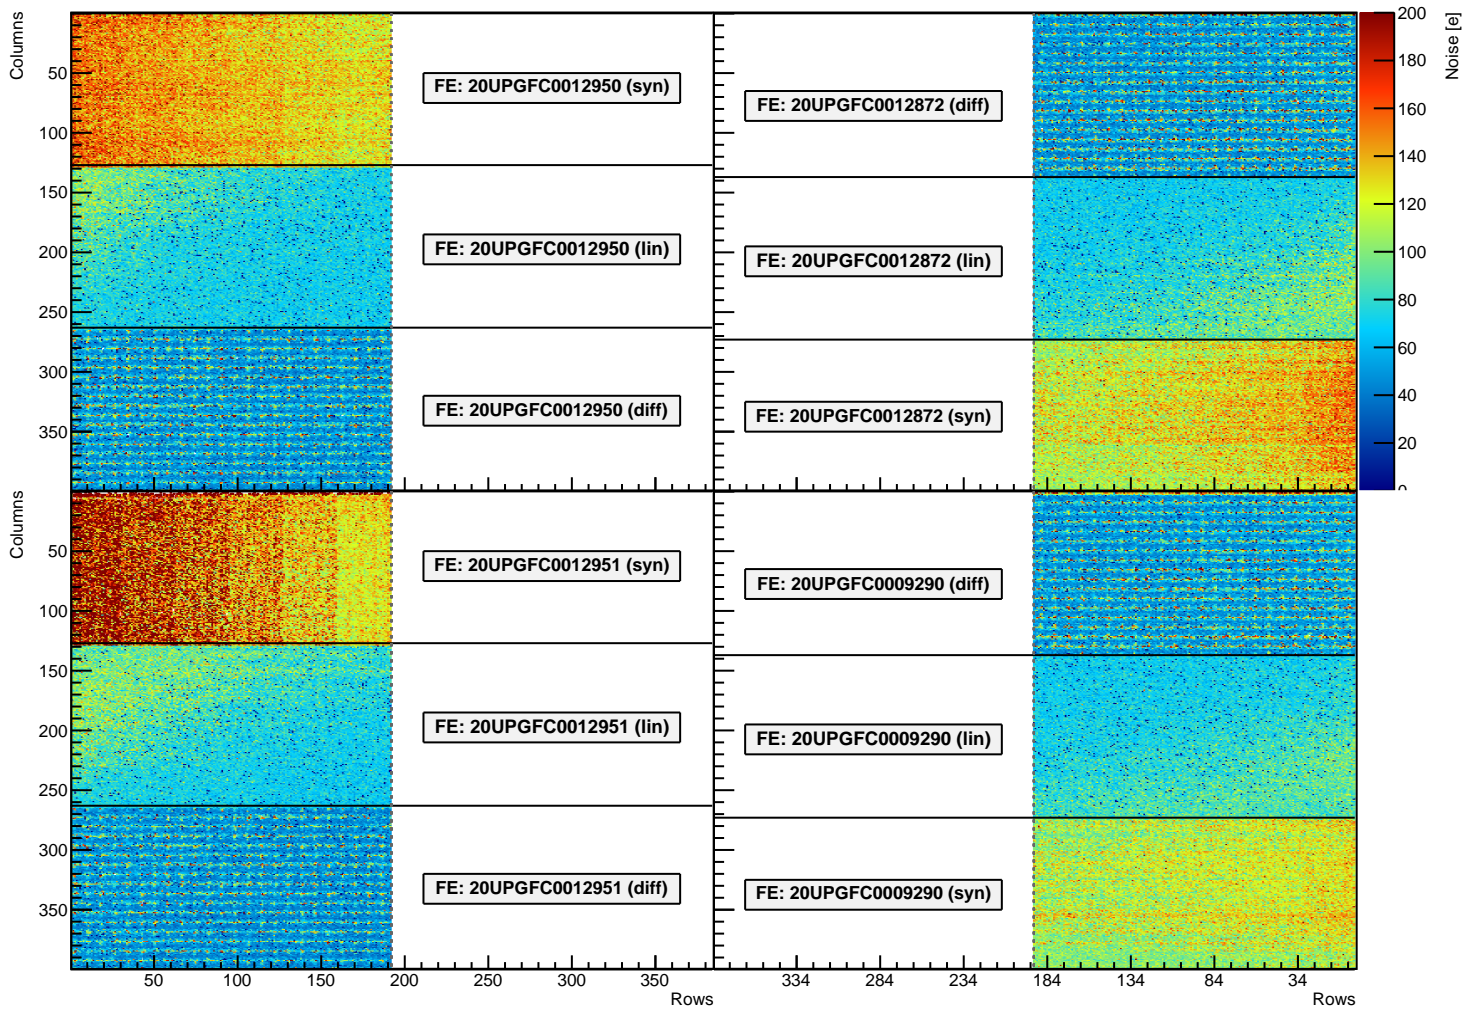 Columns
50
100
150
200
250
300
350
FE: 20UPGFC0012950 (syn)
FE: 20UPGFC0012950 (lin)
FE: 20UPGFC0012950 (diff)
FE: 20UPGFC0012872 (diff)
FE: 20UPGFC0012872 (lin)
FE: 20UPGFC0012872 (syn)
200
180
160
140
120
100
80
60
40
20
0
Noise [e]
Columns
50
100
150
200
250
300
350
FE: 20UPGFC0012951 (syn)
FE: 20UPGFC0012951 (lin)
FE: 20UPGFC0012951 (diff)
50 100 150 200 250 300 350
Rows
FE: 20UPGFC0009290 (diff)
FE: 20UPGFC0009290 (lin)
FE: 20UPGFC0009290 (syn)
334 284 234 184 134 84 34
Rows